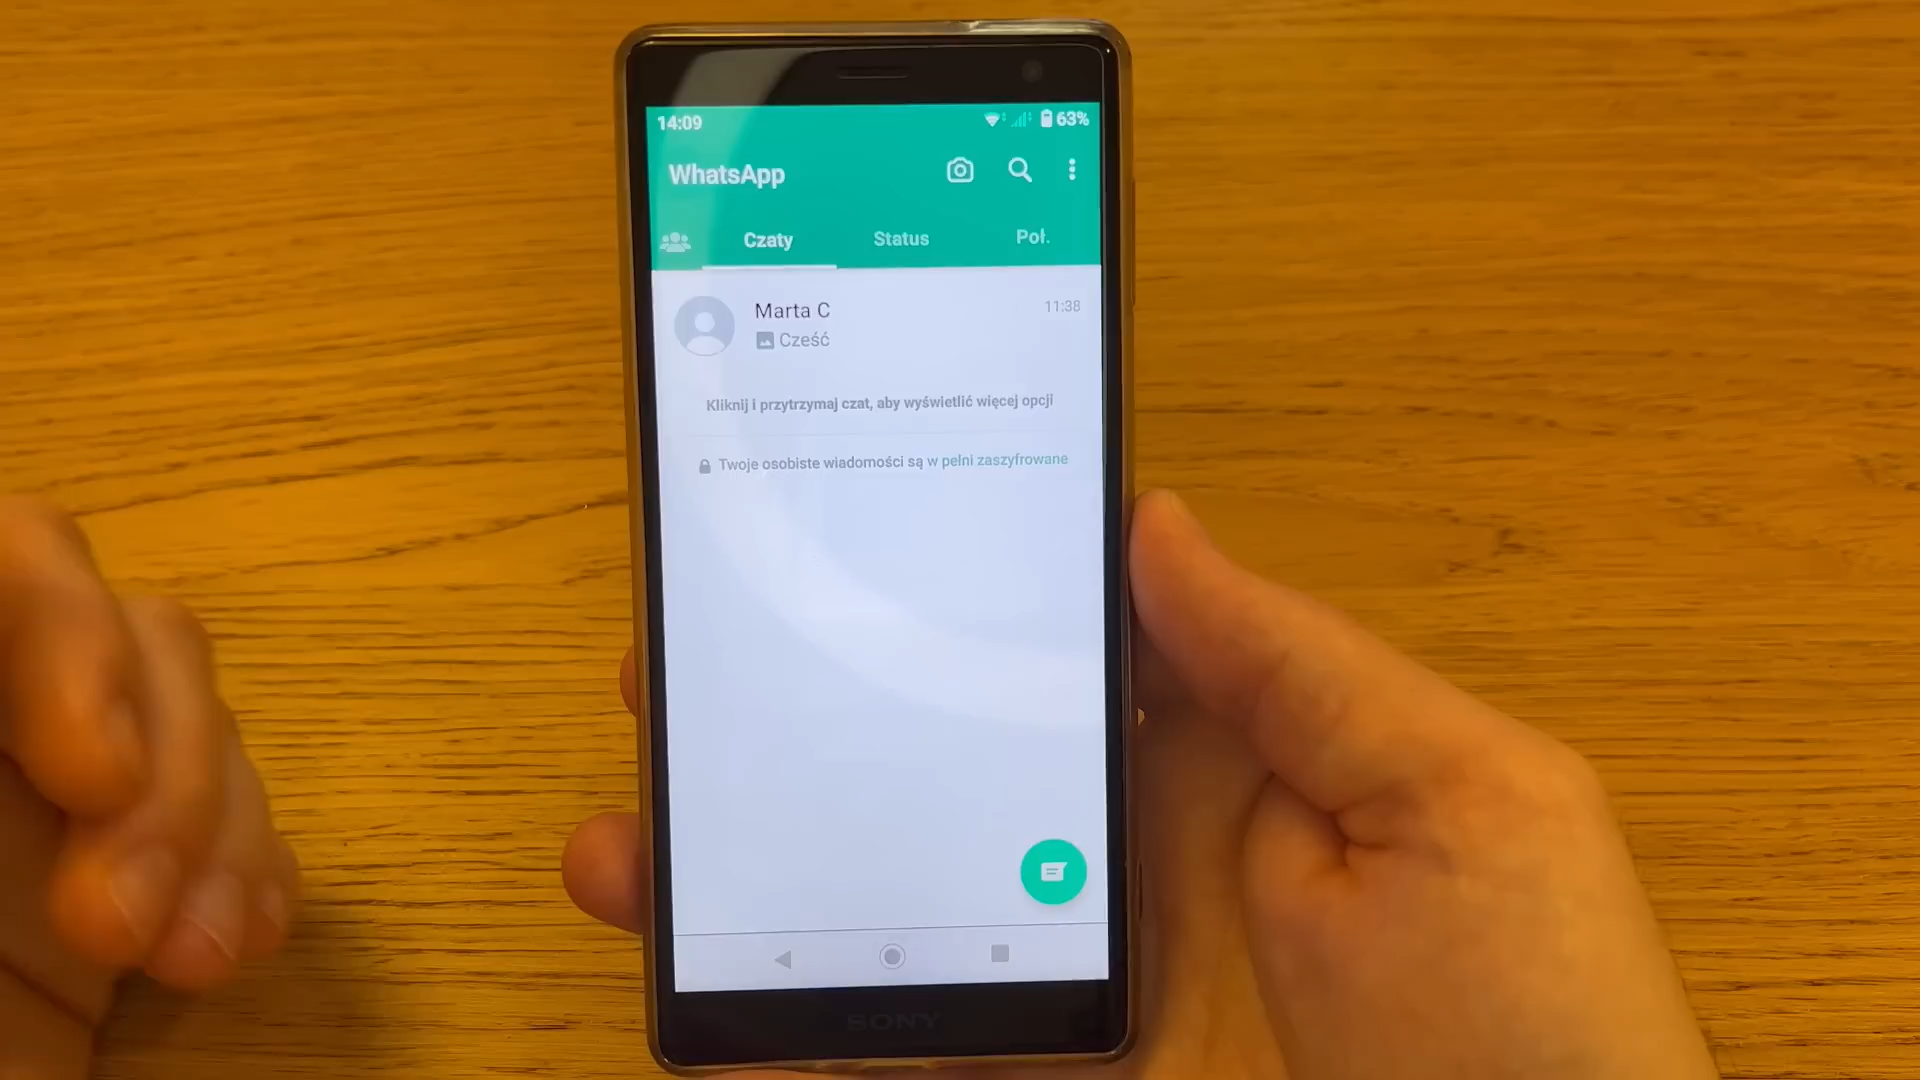 14:09
63%
WhatsApp
Czaty
Status
Poł.
Marta C
11:38
Cześć
Kliknij i przytrzymaj czat, aby wyświetlić więcej opcji
Twoje osobiste wiadomości są w pełni zaszyfrowane
SONY